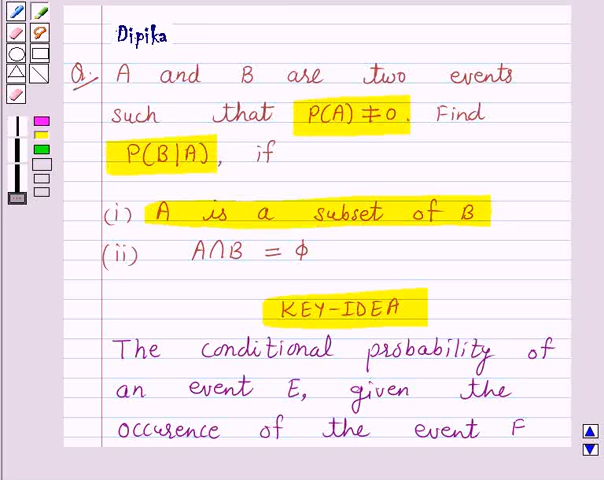 Dipika
Q. A and B are two events
such that P(A) ≠ 0. Find
P(B|A), if
(i) A is a subset of B
(ii) A∩B = ϕ
KEY-IDEA
The conditional probability of
an event E, given the
occurence of the event F